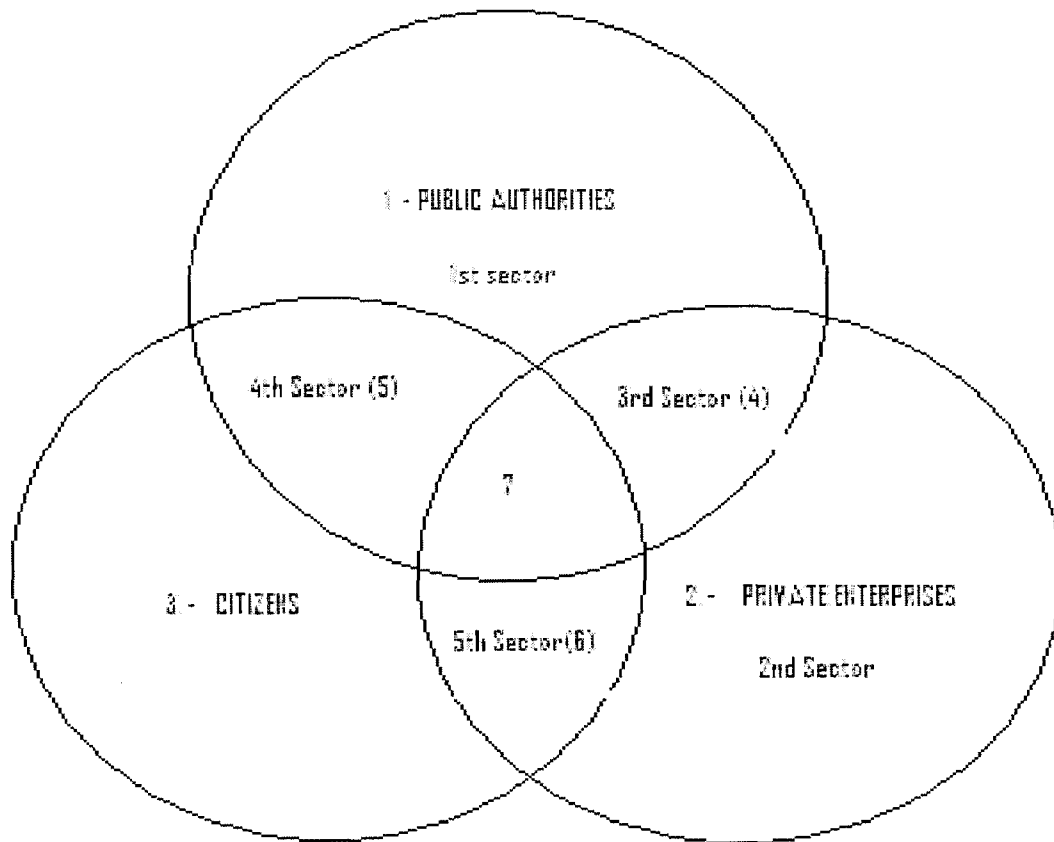 1 - PUBLIC AUTHORITIES
1st sector
4th Sector (5)
3rd Sector (4)
7
3 - CITIZENS
2 - PRIVATE ENTERPRISES
5th Sector(6)
2nd Sector